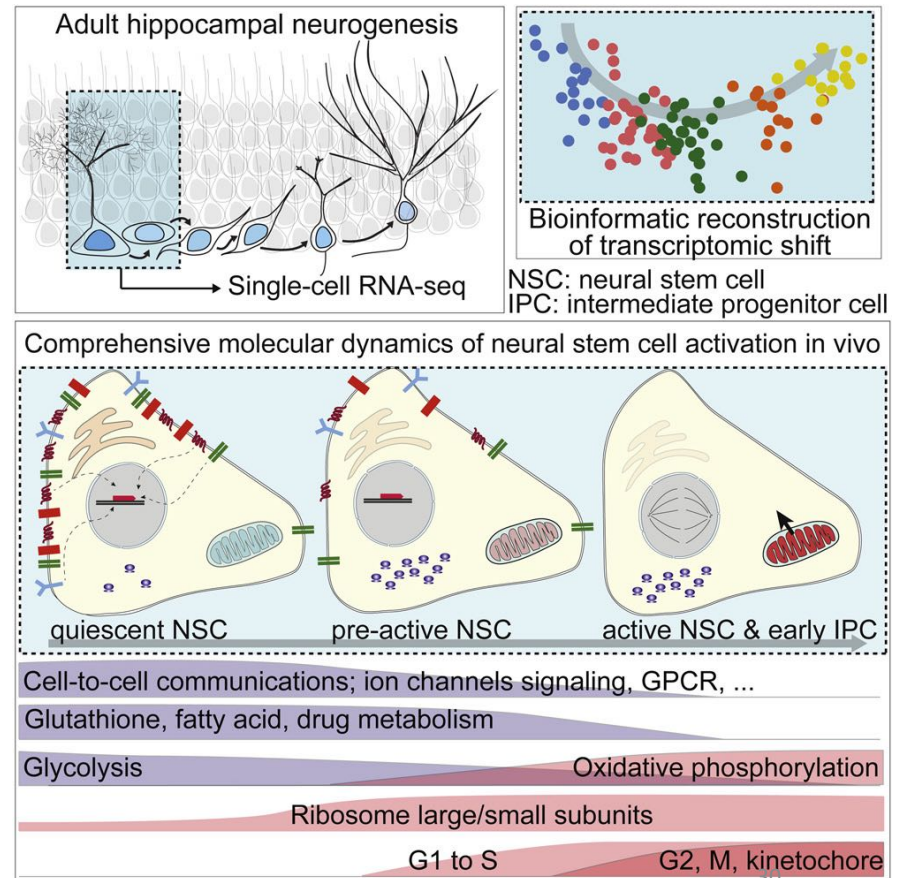 Adult hippocampal neurogenesis
Single-cell RNA-seq
Bioinformatic reconstruction
of transcriptomic shift
NSC: neural stem cell
IPC: intermediate progenitor cell
Comprehensive molecular dynamics of neural stem cell activation in vivo
quiescent NSC
pre-active NSC
active NSC & early IPC
Cell-to-cell communications; ion channels signaling, GPCR, ...
Glutathione, fatty acid, drug metabolism
Glycolysis
Oxidative phosphorylation
Ribosome large/small subunits
G1 to S
G2, M, kinetochore